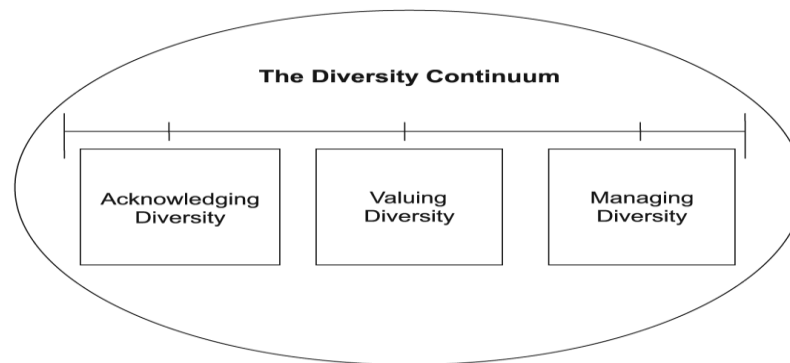 The Diversity Continuum
Acknowledging
Diversity
Valuing
Diversity
Managing
Diversity